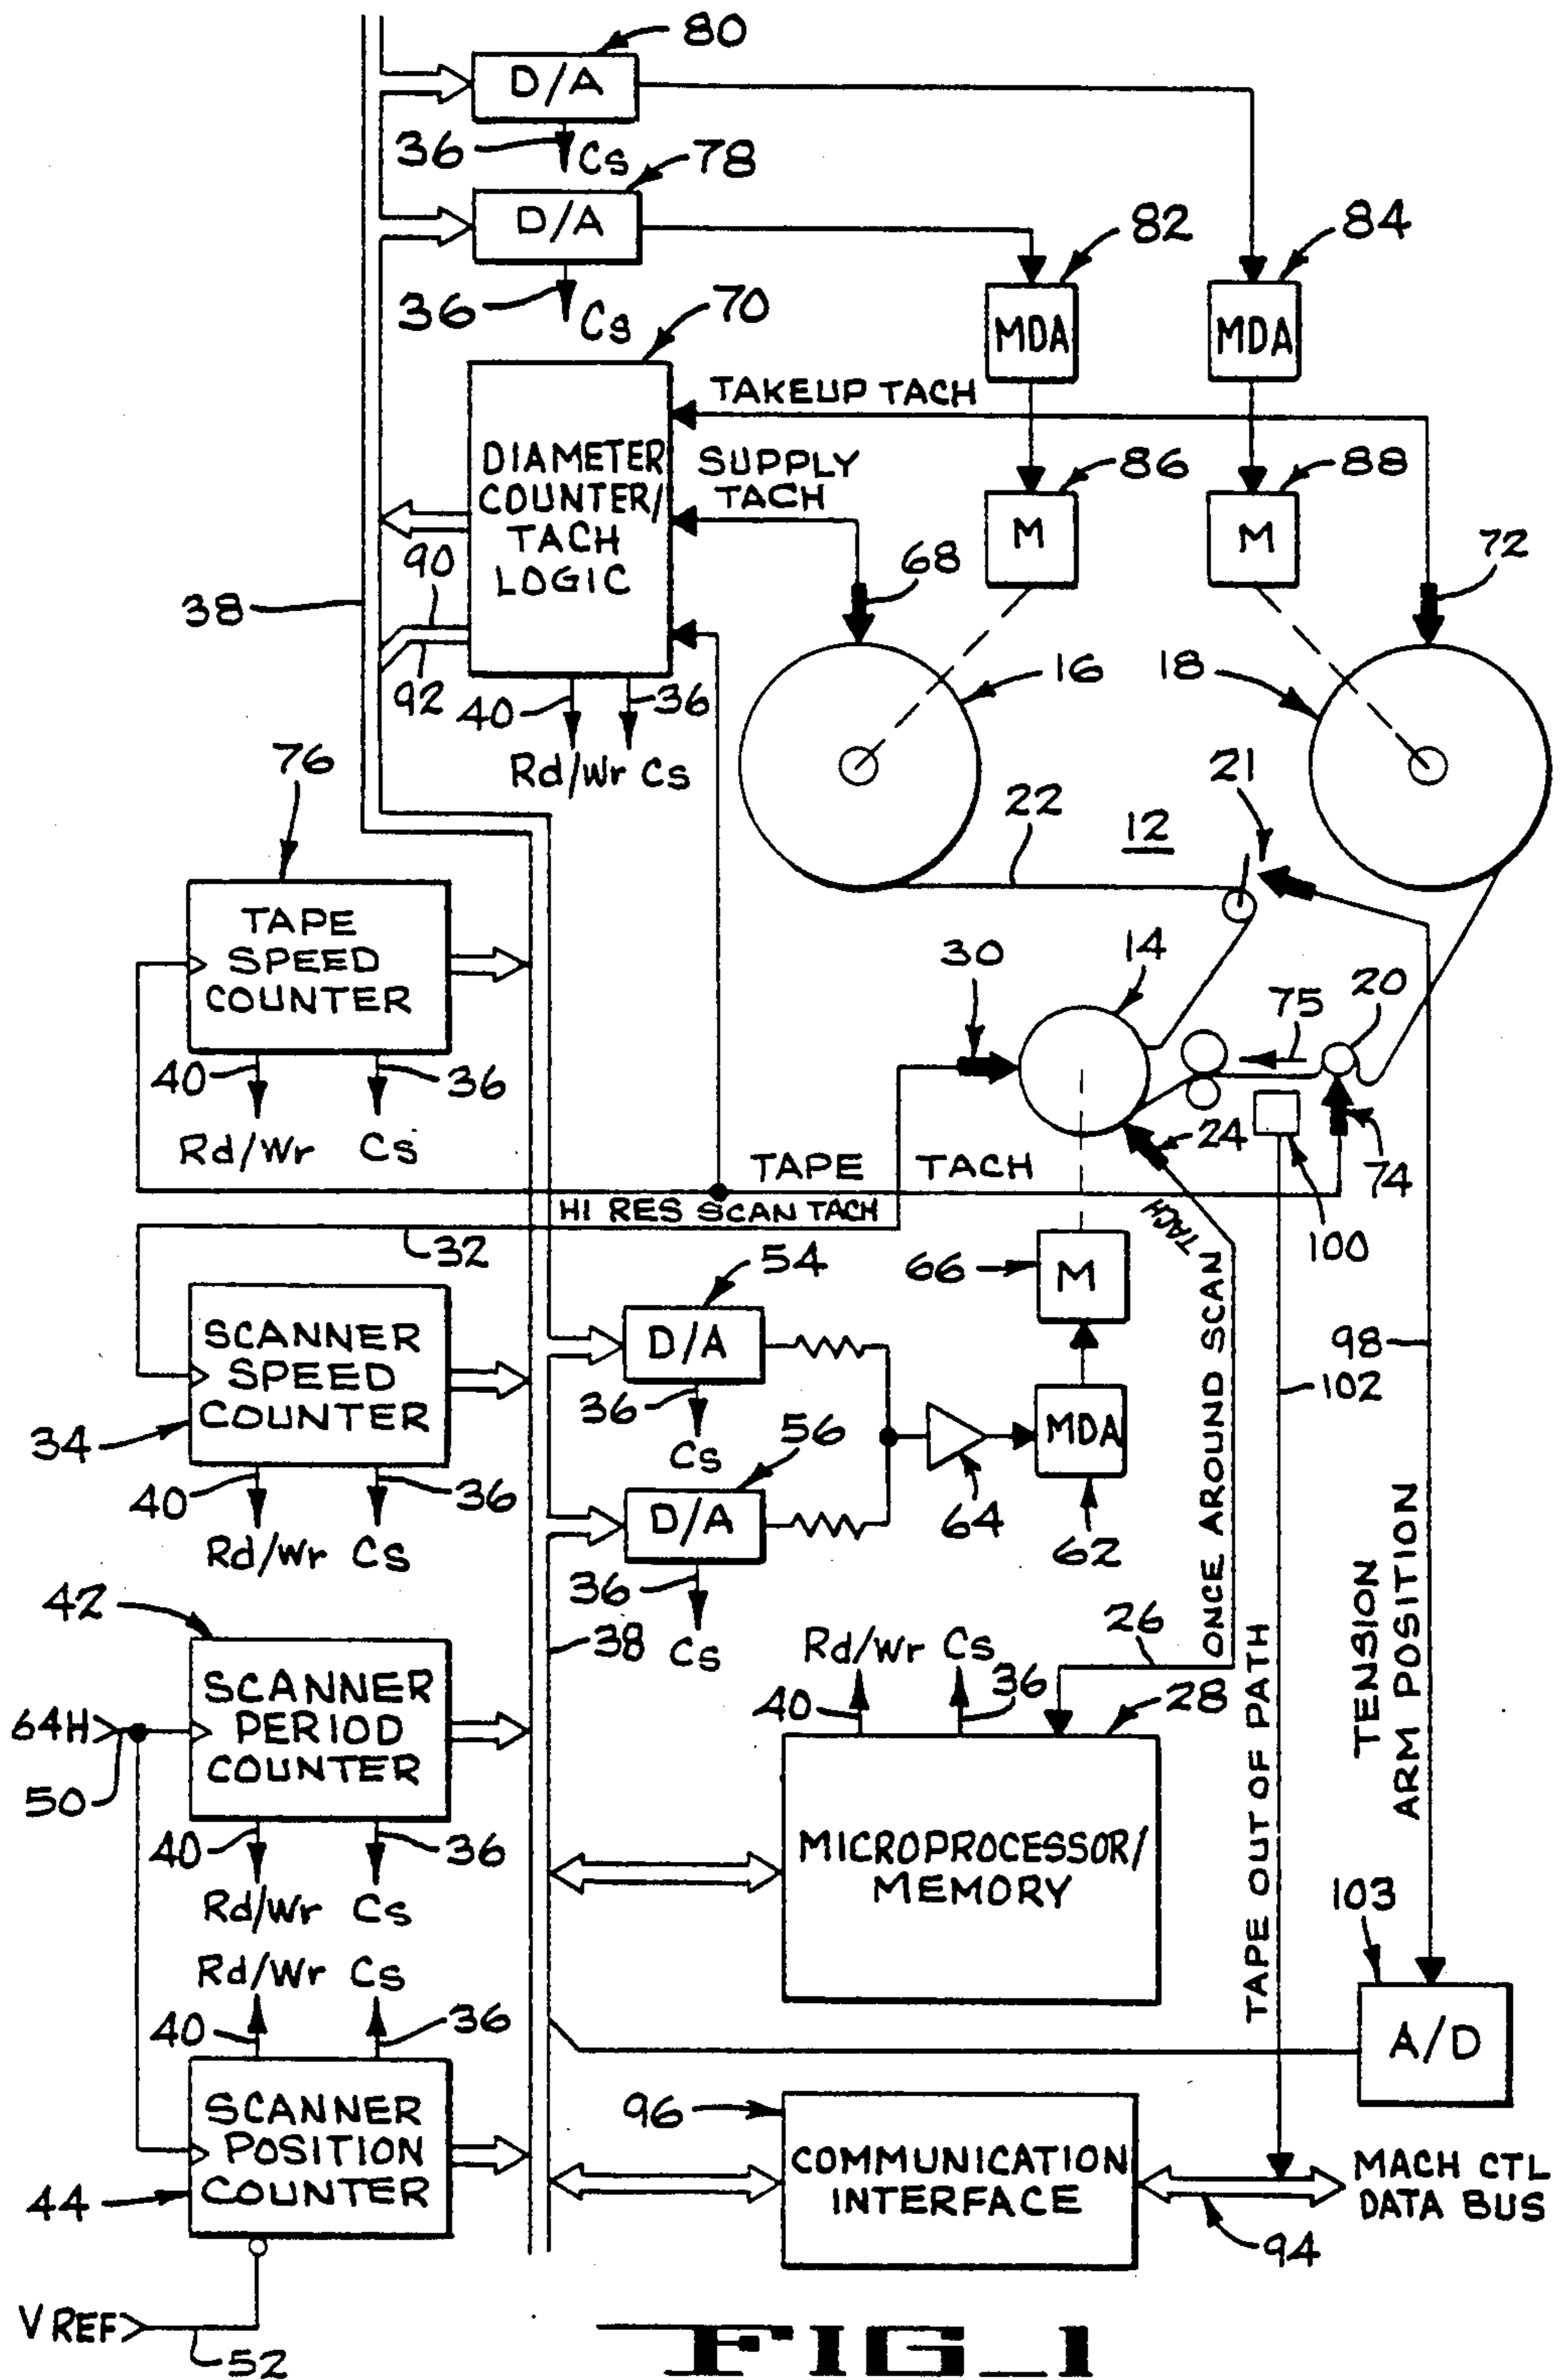 80
D/A
36
Cs
78
D/A
82
84
36
Cs
70
MDA
MDA
TAKEUP TACH
DIAMETER
COUNTER/
TACH
LOGIC
SUPPLY
TACH
86
88
M
M
90
68
72
38
92
40
36
16
18
Rd/Wr
Cs
76
21
22
12
TAPE
SPEED
COUNTER
30
14
75
20
40
36
Rd/Wr
Cs
24
74
TAPE TACH
HI RES SCAN TACH
TACH
100
32
54
66
M
SCANNER
SPEED
COUNTER
D/A
98
102
34
36
Cs
56
MDA
40
36
Rd/Wr
Cs
D/A
64
62
ONCE AROUND SCAN
36
Cs
42
38
26
TENSION
ARM POSITION
Rd/Wr
Cs
40
36
28
SCANNER
PERIOD
COUNTER
64H
50
TAPE OUT OF PATH
40
36
Rd/Wr
Cs
MICROPROCESSOR/
MEMORY
103
Rd/Wr
Cs
40
36
A/D
SCANNER
POSITION
COUNTER
44
96
COMMUNICATION
INTERFACE
MACH CTL
DATA BUS
94
V REF
52
FIG_1